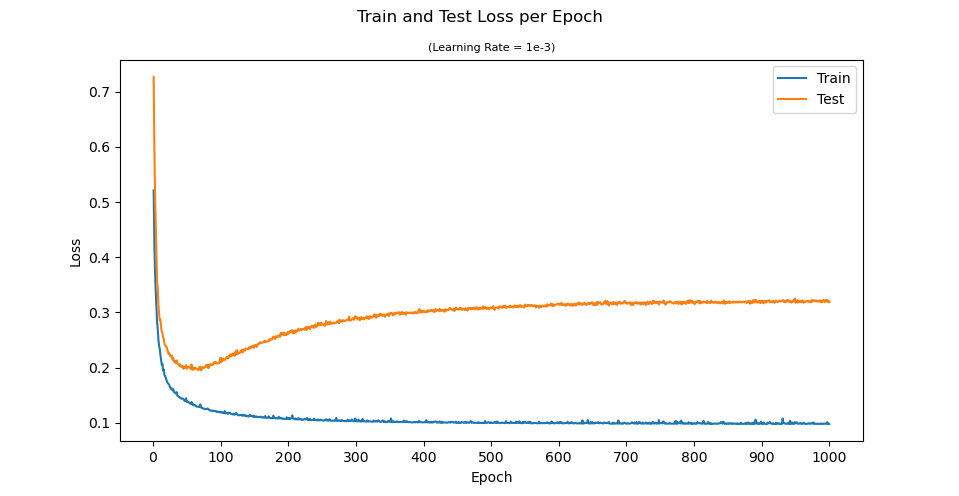 Train and Test Loss per Epoch
(Learning Rate = 1e-3)
Train
Test
0.7
0.6
0.5
0.4
0.3
0.2
0.1
Loss
0 100 200 300 400 500 600 700 800 900 1000
Epoch